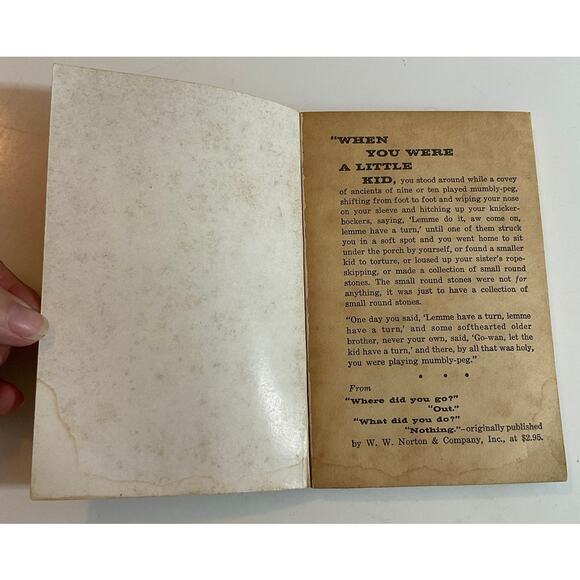 "WHEN
YOU WERE
A LITTLE
KID, you stood around while a covey
of ancients of nine or ten played mumbly-peg,
shifting from foot to foot and wiping your nose
on your sleeve and hitching up your knicker-
bockers, saying, 'Lemme do it, aw come on,
lemme have a turn,' until one of them struck
you in a soft spot and you went home to sit
under the porch by yourself, or found a smaller
kid to torture, or loused up your sister's rope-
skipping, or made a collection of small round
stones. The small round stones were not for
anything, it was just to have a collection of
small round stones.
"One day you said, 'Lemme have a turn, lemme
have a turn,' and some softhearted older
brother, never your own, said, 'Go-wan, let the
kid have a turn,' and there, by all that was holy,
you were playing mumbly-peg."
• • •
From
"Where did you go?"
"Out."
"What did you do?"
"Nothing."—originally published
by W. W. Norton & Company, Inc., at $2.95.